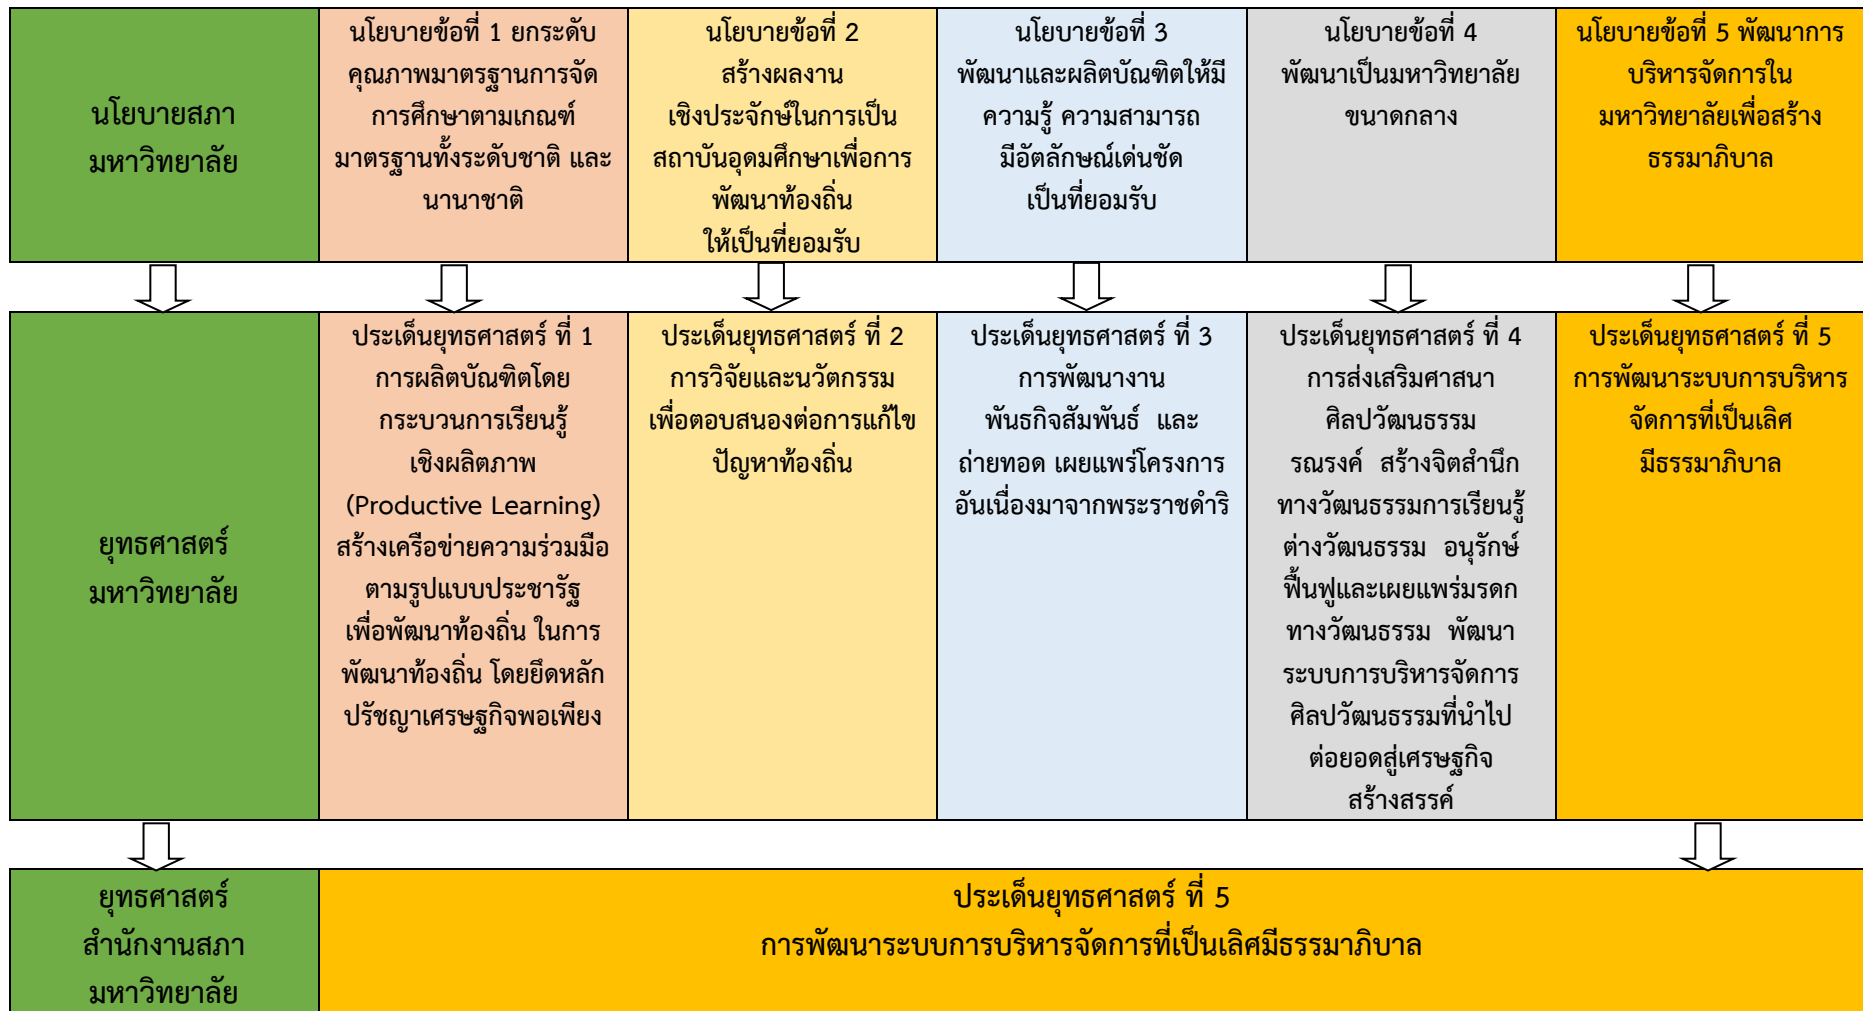 นโยบายสภา
มหาวิทยาลัย
นโยบายข้อที่ 1 ยกระดับ
คุณภาพมาตรฐานการจัด
การศึกษาตามเกณฑ์
มาตรฐานทั้งระดับชาติ และ
นานาชาติ
นโยบายข้อที่ 2
สร้างผลงาน
เชิงประจักษ์ในการเป็น
สถาบันอุดมศึกษาเพื่อการ
พัฒนาท้องถิ่น
ให้เป็นที่ยอมรับ
นโยบายข้อที่ 3
พัฒนาและผลิตบัณฑิตให้มี
ความรู้ ความสามารถ
มีอัตลักษณ์เด่นชัด
เป็นที่ยอมรับ
นโยบายข้อที่ 4
พัฒนาเป็นมหาวิทยาลัย
ขนาดกลาง
นโยบายข้อที่ 5 พัฒนาการ
บริหารจัดการใน
มหาวิทยาลัยเพื่อสร้าง
ธรรมาภิบาล
ยุทธศาสตร์
มหาวิทยาลัย
ประเด็นยุทธศาสตร์ ที่ 1
การผลิตบัณฑิตโดย
กระบวนการเรียนรู้
เชิงผลิตภาพ
(Productive Learning)
สร้างเครือข่ายความร่วมมือ
ตามรูปแบบประชารัฐ
เพื่อพัฒนาท้องถิ่น ในการ
พัฒนาท้องถิ่น โดยยึดหลัก
ปรัชญาเศรษฐกิจพอเพียง
ประเด็นยุทธศาสตร์ ที่ 2
การวิจัยและนวัตกรรม
เพื่อตอบสนองต่อการแก้ไข
ปัญหาท้องถิ่น
ประเด็นยุทธศาสตร์ ที่ 3
การพัฒนางาน
พันธกิจสัมพันธ์ และ
ถ่ายทอด เผยแพร่โครงการ
อันเนื่องมาจากพระราชดำริ
ประเด็นยุทธศาสตร์ ที่ 4
การส่งเสริมศาสนา
ศิลปวัฒนธรรม
รณรงค์ สร้างจิตสำนึก
ทางวัฒนธรรมการเรียนรู้
ต่างวัฒนธรรม อนุรักษ์
ฟื้นฟูและเผยแพร่มรดก
ทางวัฒนธรรม พัฒนา
ระบบการบริหารจัดการ
ศิลปวัฒนธรรมที่นำไป
ต่อยอดสู่เศรษฐกิจ
สร้างสรรค์
ประเด็นยุทธศาสตร์ ที่ 5
การพัฒนาระบบการบริหาร
จัดการที่เป็นเลิศ
มีธรรมาภิบาล
ยุทธศาสตร์
สำนักงานสภา
มหาวิทยาลัย
ประเด็นยุทธศาสตร์ ที่ 5
การพัฒนาระบบการบริหารจัดการที่เป็นเลิศมีธรรมาภิบาล